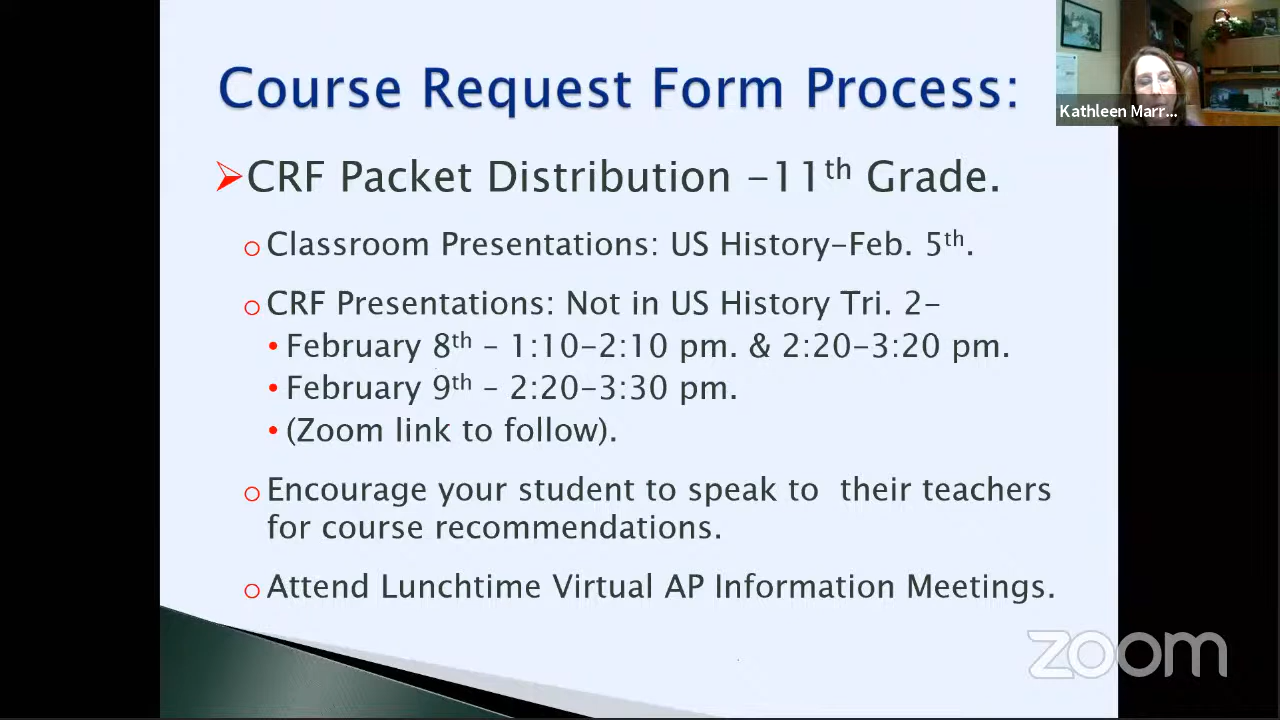 Course Request Form Process:
Kathleen Marr...
➢CRF Packet Distribution –11th Grade.
o Classroom Presentations: US History–Feb. 5th.
o CRF Presentations: Not in US History Tri. 2–
• February 8th – 1:10–2:10 pm. & 2:20–3:20 pm.
• February 9th – 2:20–3:30 pm.
• (Zoom link to follow).
o Encourage your student to speak to  their teachers
for course recommendations.
o Attend Lunchtime Virtual AP Information Meetings.
zoom